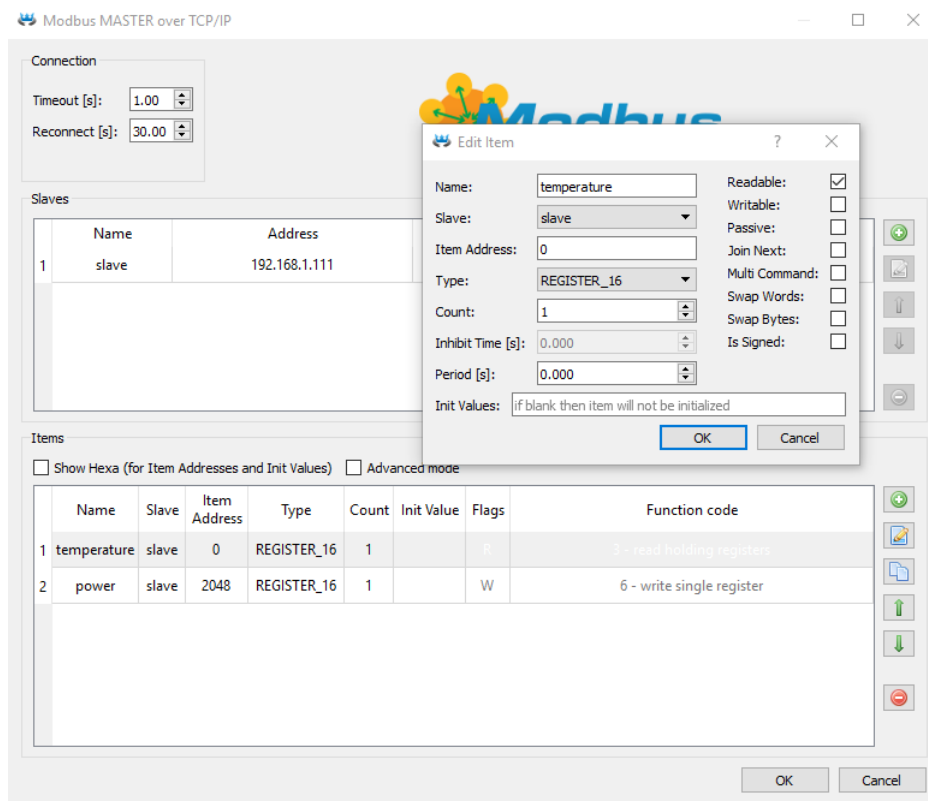 Modbus MASTER over TCP/IP
Connection
Timeout [s]: 1.00
Reconnect [s]: 30.00
Modbus
Slaves
Name Address
1 slave 192.168.1.111
Edit Item
Name: temperature
Slave: slave
Item Address: 0
Type: REGISTER_16
Count: 1
Inhibit Time [s]: 0.000
Period [s]: 0.000
Init Values: if blank then item will not be initialized
Readable:
Writable:
Passive:
Join Next:
Multi Command:
Swap Words:
Swap Bytes:
Is Signed:
OK Cancel
Items
Show Hexa (for Item Addresses and Init Values) Advanced mode
Name Slave Item Address Type Count Init Value Flags Function code
1 temperature slave 0 REGISTER_16 1 R 3 - read holding registers
2 power slave 2048 REGISTER_16 1 W 6 - write single register
OK Cancel